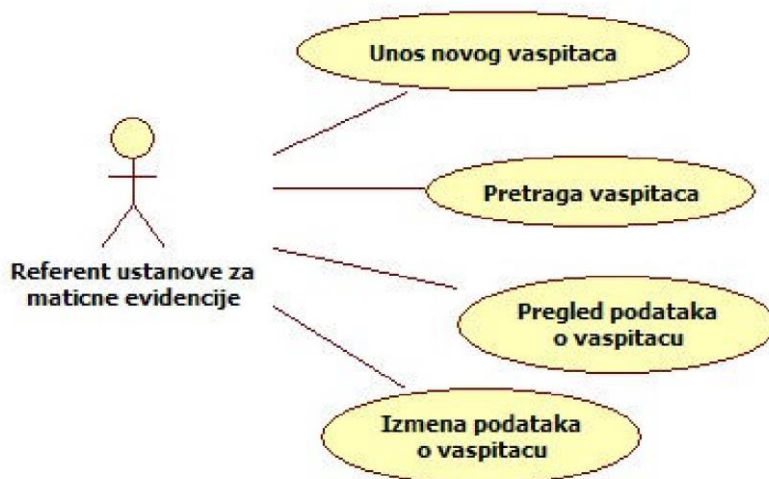 Unos novog vaspitaca
Pretraga vaspitaca
Referent ustanove za
maticne evidencije
Pregled podataka
o vaspitacu
Izmena podataka
o vaspitacu